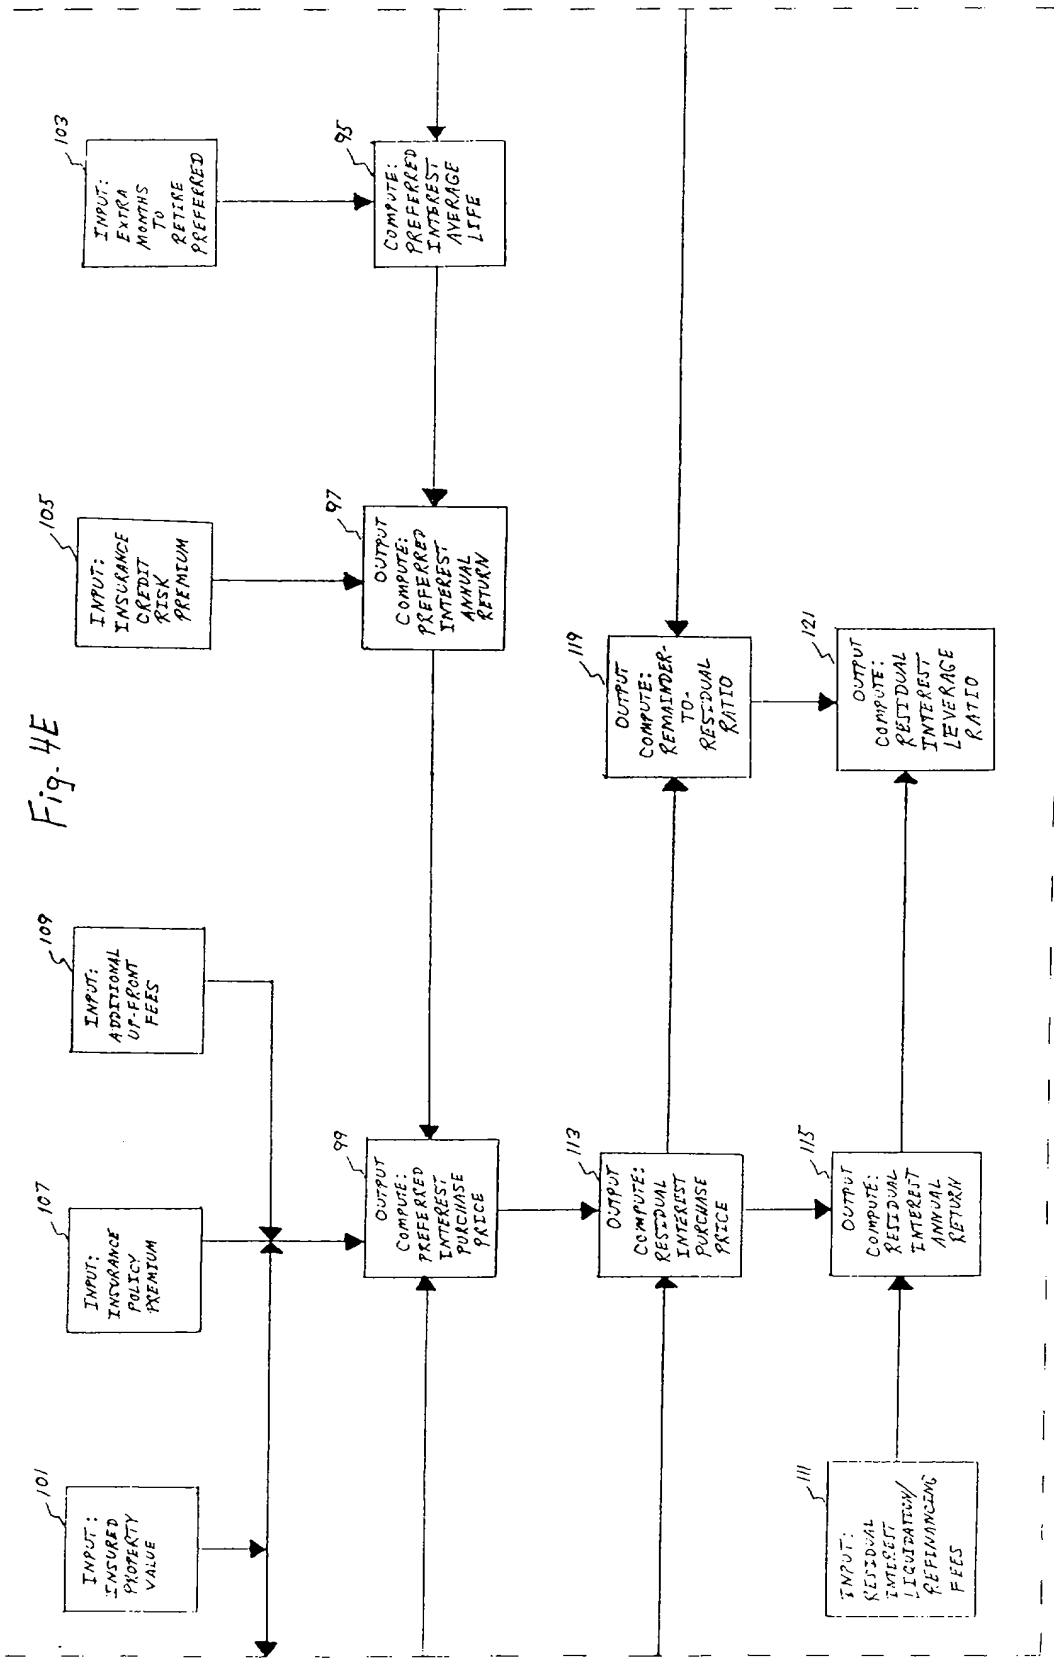 Fig. 4E
101
INPUT:
INSURED
PROPERTY
VALUE
107
INPUT:
INSURANCE
POLICY
PREMIUM
109
INPUT:
ADDITIONAL
UP-FRONT
FEES
105
INPUT:
INSURANCE
CREDIT
RISK
PREMIUM
103
INPUT:
EXTRA
MONTHS
TO
RETIRE
PREFERRED
99
OUTPUT
COMPUTE:
PREFERRED
INTEREST
PURCHASE
PRICE
97
OUTPUT
COMPUTE:
PREFERRED
INTEREST
ANNUAL
RETURN
95
COMPUTE:
PREFERRED
INTEREST
AVERAGE
LIFE
113
OUTPUT
COMPUTE:
RESIDUAL
INTEREST
PURCHASE
PRICE
119
OUTPUT
COMPUTE:
REMAINDER-
TO-
RESIDUAL
RATIO
111
INPUT:
RESIDUAL
INTEREST
LIQUIDATION/
REFINANCING
FEES
115
OUTPUT
COMPUTE:
RESIDUAL
INTEREST
ANNUAL
RETURN
121
OUTPUT
COMPUTE:
RESIDUAL
INTEREST
LEVERAGE
RATIO